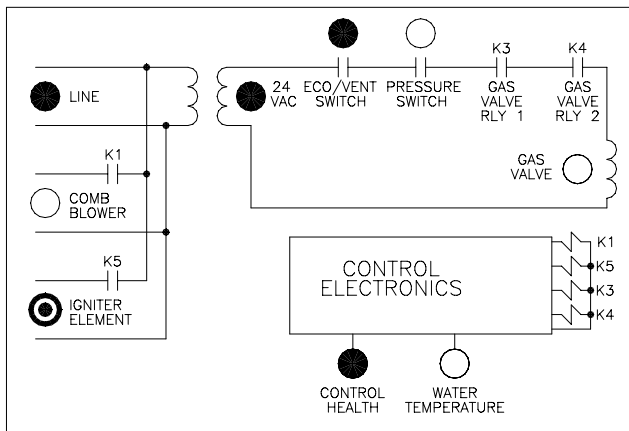 K3
K4
LINE
24
VAC
ECO/VENT
SWITCH
PRESSURE
SWITCH
GAS
VALVE
RLY 1
GAS
VALVE
RLY 2
K1
GAS
VALVE
COMB
BLOWER
K5
IGNITER
ELEMENT
CONTROL
ELECTRONICS
K1
K5
K3
K4
CONTROL
HEALTH
WATER
TEMPERATURE